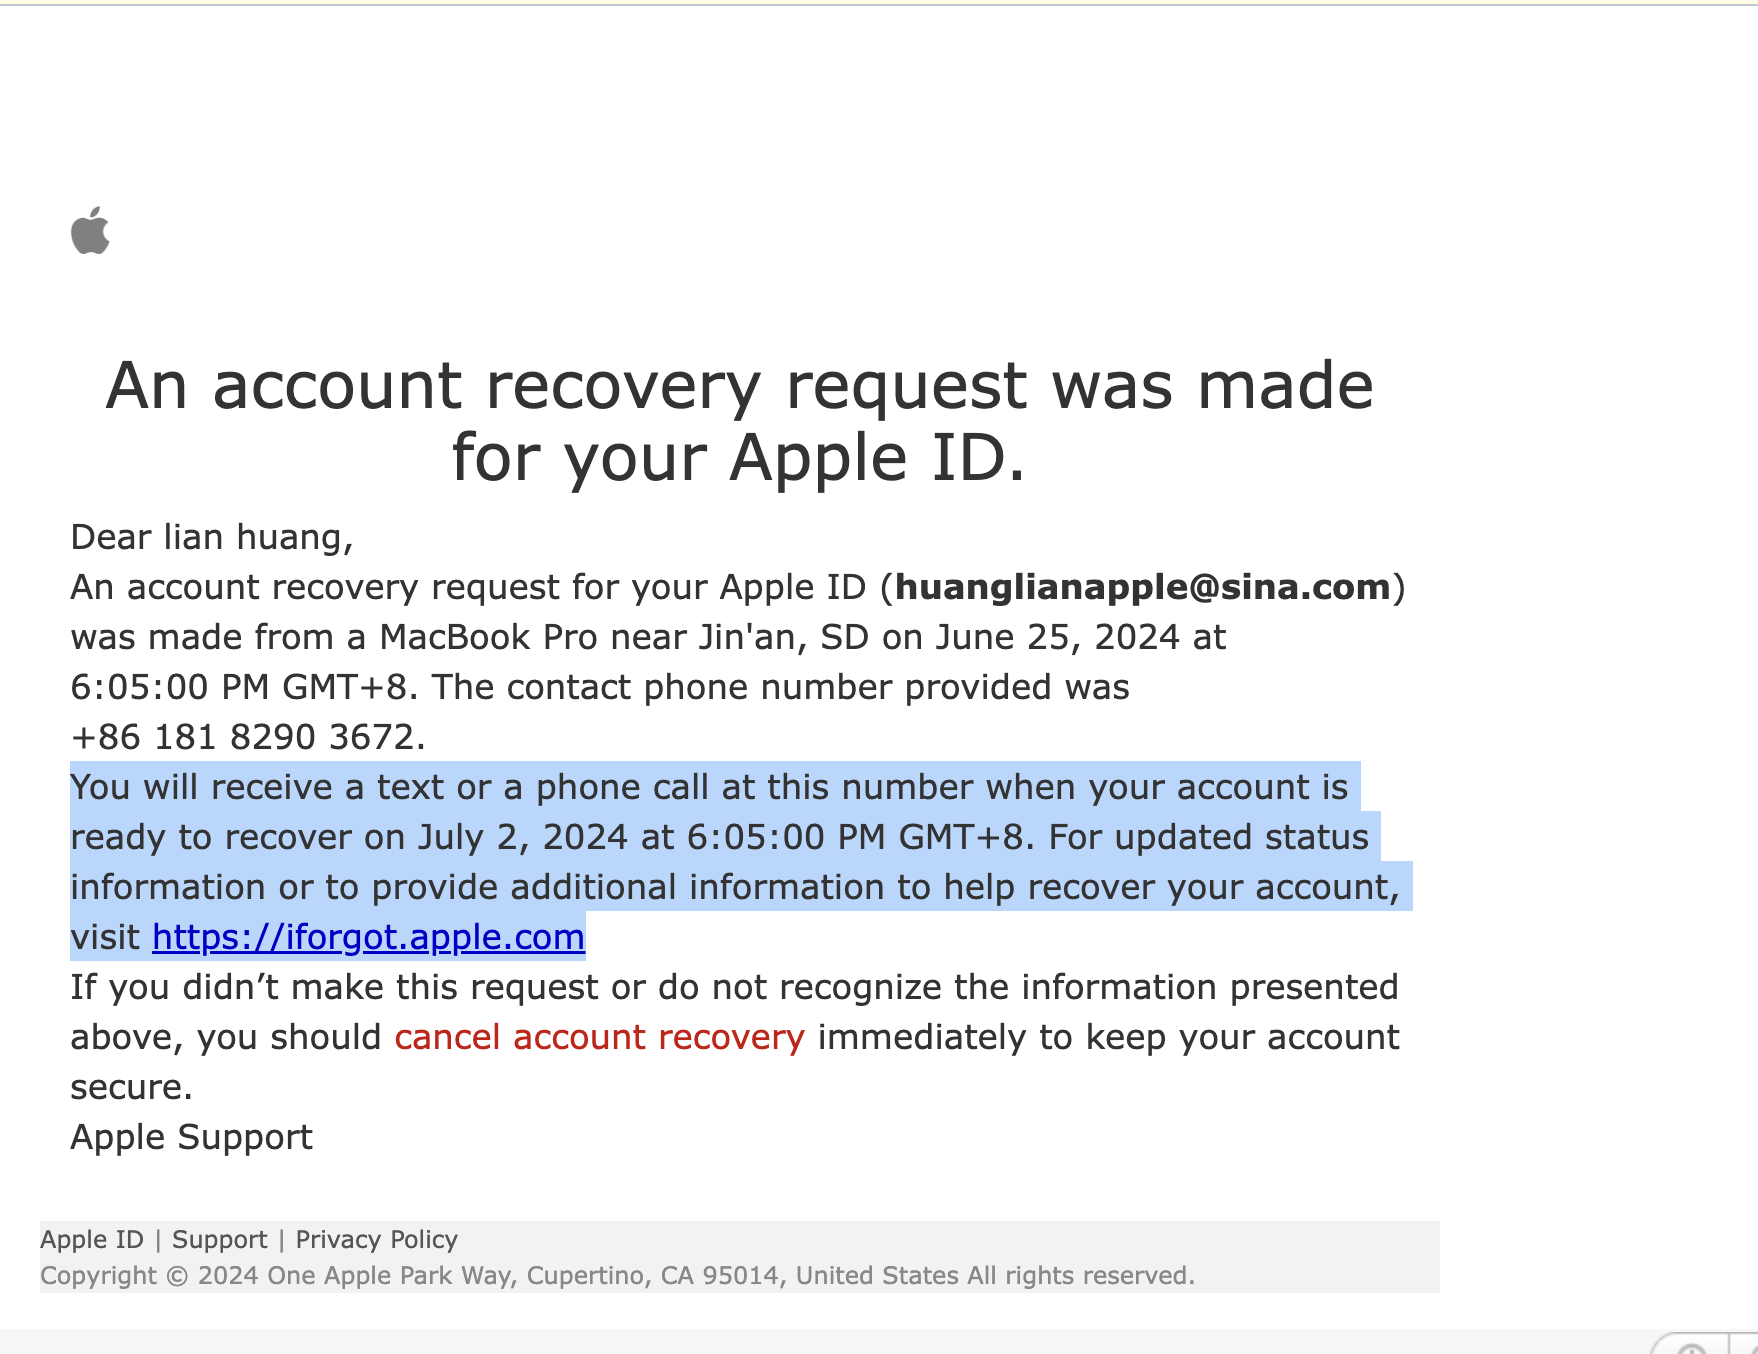 An account recovery request was made
for your Apple ID.
Dear lian huang,
An account recovery request for your Apple ID (huanglianapple@sina.com)
was made from a MacBook Pro near Jin'an, SD on June 25, 2024 at
6:05:00 PM GMT+8. The contact phone number provided was
+86 181 8290 3672.
You will receive a text or a phone call at this number when your account is
ready to recover on July 2, 2024 at 6:05:00 PM GMT+8. For updated status
information or to provide additional information to help recover your account,
visit https://iforgot.apple.com
If you didn’t make this request or do not recognize the information presented
above, you should cancel account recovery immediately to keep your account
secure.
Apple Support
Apple ID | Support | Privacy Policy
Copyright © 2024 One Apple Park Way, Cupertino, CA 95014, United States All rights reserved.